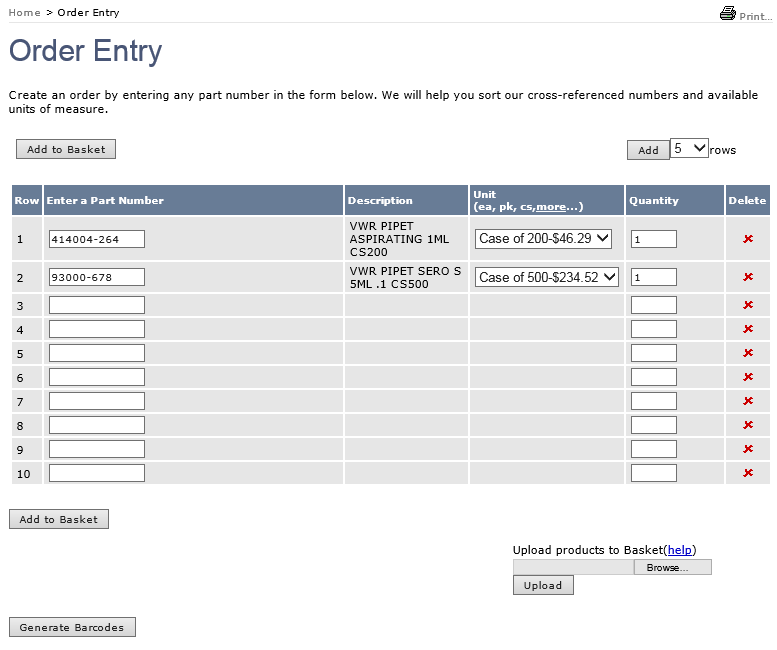 Home > Order Entry
Print...
Order Entry
Create an order by entering any part number in the form below. We will help you sort our cross-referenced numbers and available
units of measure.
Add to Basket
Add 5 rows
Row Enter a Part Number Description Unit Quantity Delete
(ea, pk, cs,more...)
1 414004-264 VWR PIPET ASPIRATING 1ML CS200 Case of 200-$46.29 1
2 93000-678 VWR PIPET SERO S 5ML .1 CS500 Case of 500-$234.52 1
3
4
5
6
7
8
9
10
Add to Basket
Upload products to Basket(help)
Browse...
Upload
Generate Barcodes